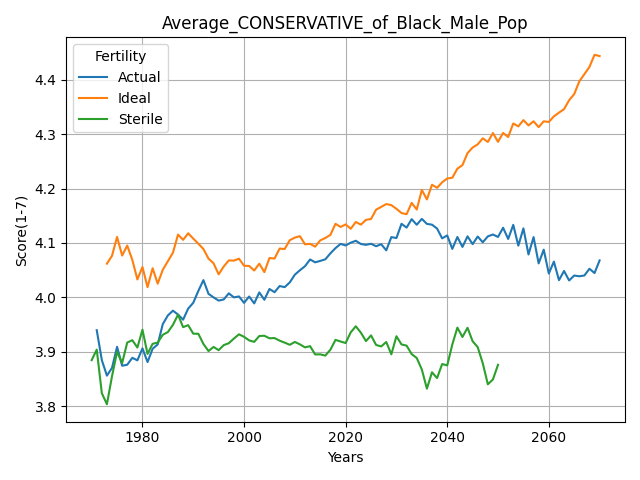 Average_CONSERVATIVE_of_Black_Male_Pop
Fertility
Actual
Ideal
Sterile
Score(1-7)
4.4
4.3
4.2
4.1
4.0
3.9
3.8
1980
2000
2020
2040
2060
Years